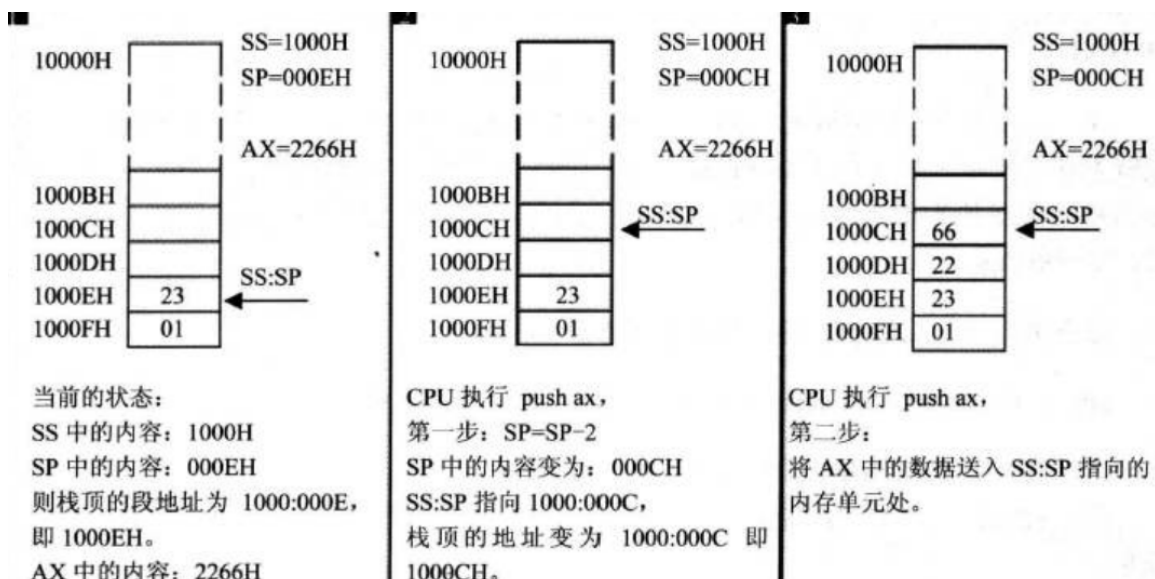 1
10000H
SS=1000H
SP=000EH
AX=2266H
1000BH
1000CH
1000DH
1000EH 23
1000FH 01
SS:SP
当前的状态:
SS 中的内容: 1000H
SP 中的内容: 000EH
则栈顶的段地址为 1000:000E,
即 1000EH。
AX 中的内容: 2266H
2
10000H
SS=1000H
SP=000CH
AX=2266H
1000BH
1000CH
SS:SP
1000DH
1000EH 23
1000FH 01
CPU 执行 push ax,
第一步: SP=SP-2
SP 中的内容变为: 000CH
SS:SP 指向 1000:000C,
栈顶的地址变为 1000:000C 即
1000CH。
3
10000H
SS=1000H
SP=000CH
AX=2266H
1000BH
1000CH 66
SS:SP
1000DH 22
1000EH 23
1000FH 01
CPU 执行 push ax,
第二步:
将 AX 中的数据送入 SS:SP 指向的
内存单元处。